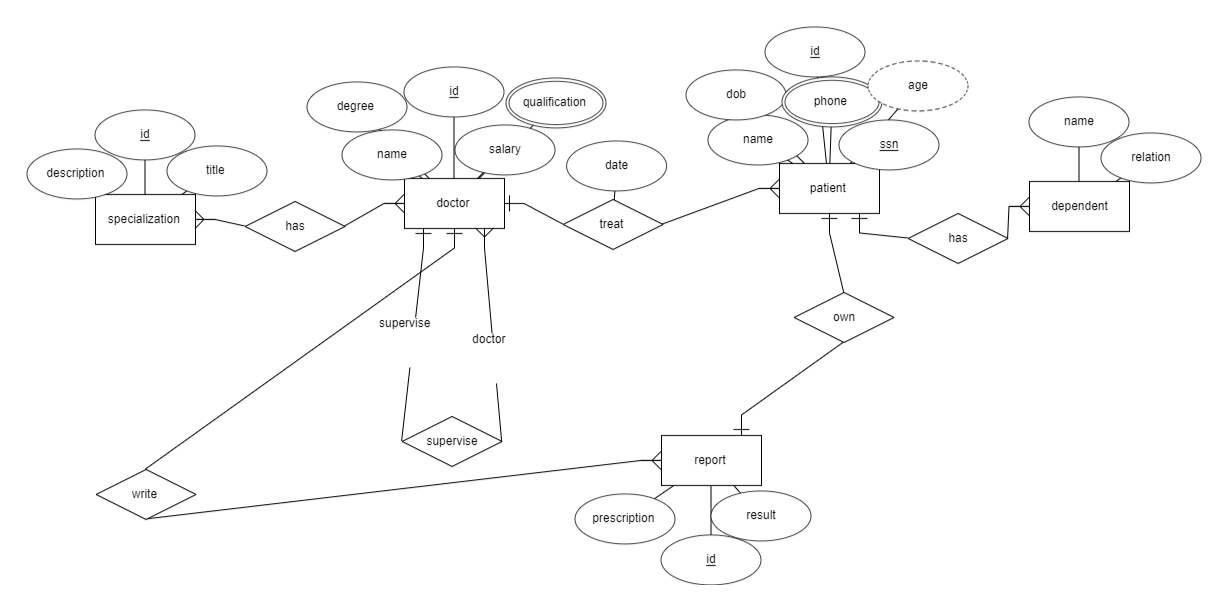 id
dob
phone
age
degree
id
qualification
name
id
name
salary
name
ssn
relation
description
title
date
specialization
has
doctor
treat
patient
dependent
has
supervise
doctor
own
supervise
report
write
prescription
result
id